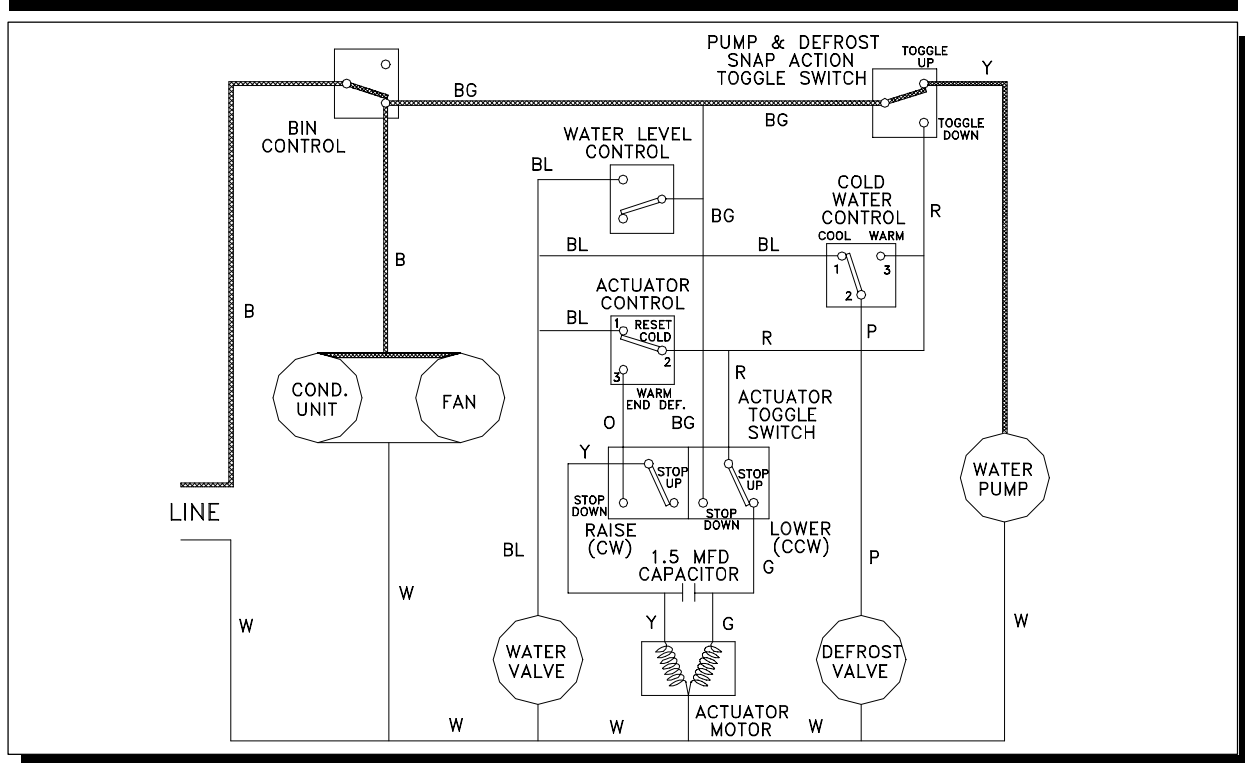 PUMP & DEFROST
SNAP ACTION
TOGGLE SWITCH
TOGGLE
UP
Y
BG
BG
BIN
CONTROL
TOGGLE
DOWN
WATER LEVEL
CONTROL
BL
COLD
WATER
CONTROL
COOL WARM
R
BG
BL
BL
1
3
2
B
B
ACTUATOR
CONTROL
BL
1
RESET
COLD
2
3
WARM
END DEF.
R
P
R
COND.
UNIT
FAN
ACTUATOR
TOGGLE
SWITCH
O
BG
Y
STOP
UP
STOP
UP
STOP
DOWN
STOP
DOWN
WATER
PUMP
LINE
RAISE
(CW)
LOWER
(CCW)
BL
1.5 MFD
CAPACITOR
G
P
W
W
Y
G
W
WATER
VALVE
DEFROST
VALVE
ACTUATOR
MOTOR
W
W
W